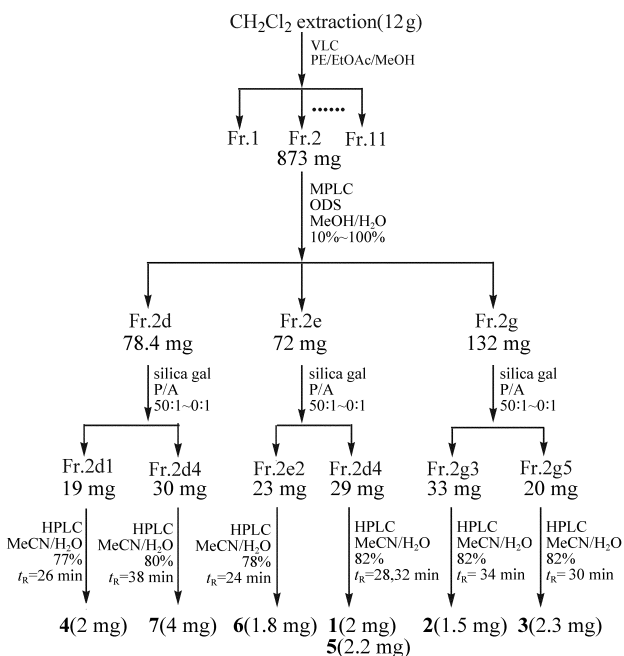 CH₂Cl₂ extraction(12g)
VLC
PE/EtOAc/MeOH
......
Fr.1 Fr.2 Fr.11
873 mg
MPLC
ODS
MeOH/H₂O
10%~100%
Fr.2d Fr.2e Fr.2g
78.4 mg 72 mg 132 mg
silica gal silica gal silica gal
P/A P/A P/A
50∶1~0∶1 50∶1~0∶1 50∶1~0∶1
Fr.2d1 Fr.2d4 Fr.2e2 Fr.2d4 Fr.2g3 Fr.2g5
19 mg 30 mg 23 mg 29 mg 33 mg 20 mg
HPLC HPLC HPLC HPLC HPLC HPLC
MeCN/H₂O MeCN/H₂O MeCN/H₂O MeCN/H₂O MeCN/H₂O MeCN/H₂O
77% 80% 78% 82% 82% 82%
tR=26 min tR=38 min tR=24 min tR=28,32 min tR= 34 min tR= 30 min
4(2 mg) 7(4 mg) 6(1.8 mg) 1(2 mg) 2(1.5 mg) 3(2.3 mg)
5(2.2 mg)